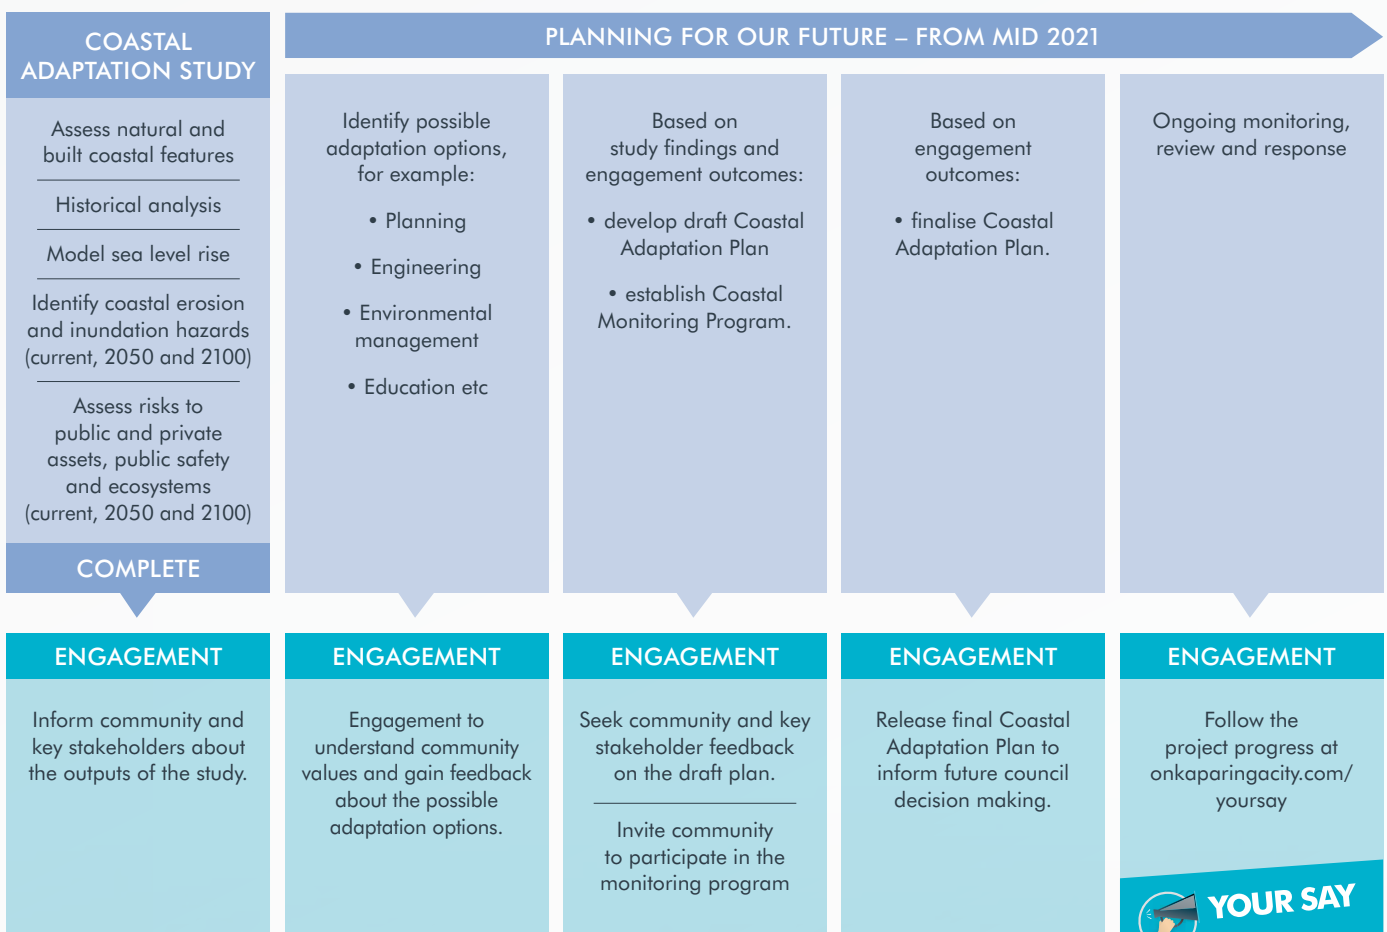 COASTAL
ADAPTATION STUDY
Assess natural and
built coastal features
Historical analysis
Model sea level rise
Identify coastal erosion
and inundation hazards
(current, 2050 and 2100)
Assess risks to
public and private
assets, public safety
and ecosystems
(current, 2050 and 2100)
COMPLETE
PLANNING FOR OUR FUTURE – FROM MID 2021
Identify possible
adaptation options,
for example:
• Planning
• Engineering
• Environmental
management
• Education etc
Based on
study findings and
engagement outcomes:
• develop draft Coastal
Adaptation Plan
• establish Coastal
Monitoring Program.
Based on
engagement
outcomes:
• finalise Coastal
Adaptation Plan.
Ongoing monitoring,
review and response
ENGAGEMENT
Inform community and
key stakeholders about
the outputs of the study.
ENGAGEMENT
Engagement to
understand community
values and gain feedback
about the possible
adaptation options.
ENGAGEMENT
Seek community and key
stakeholder feedback
on the draft plan.
Invite community
to participate in the
monitoring program
ENGAGEMENT
Release final Coastal
Adaptation Plan to
inform future council
decision making.
ENGAGEMENT
Follow the
project progress at
onkaparingacity.com/
yoursay
YOUR SAY